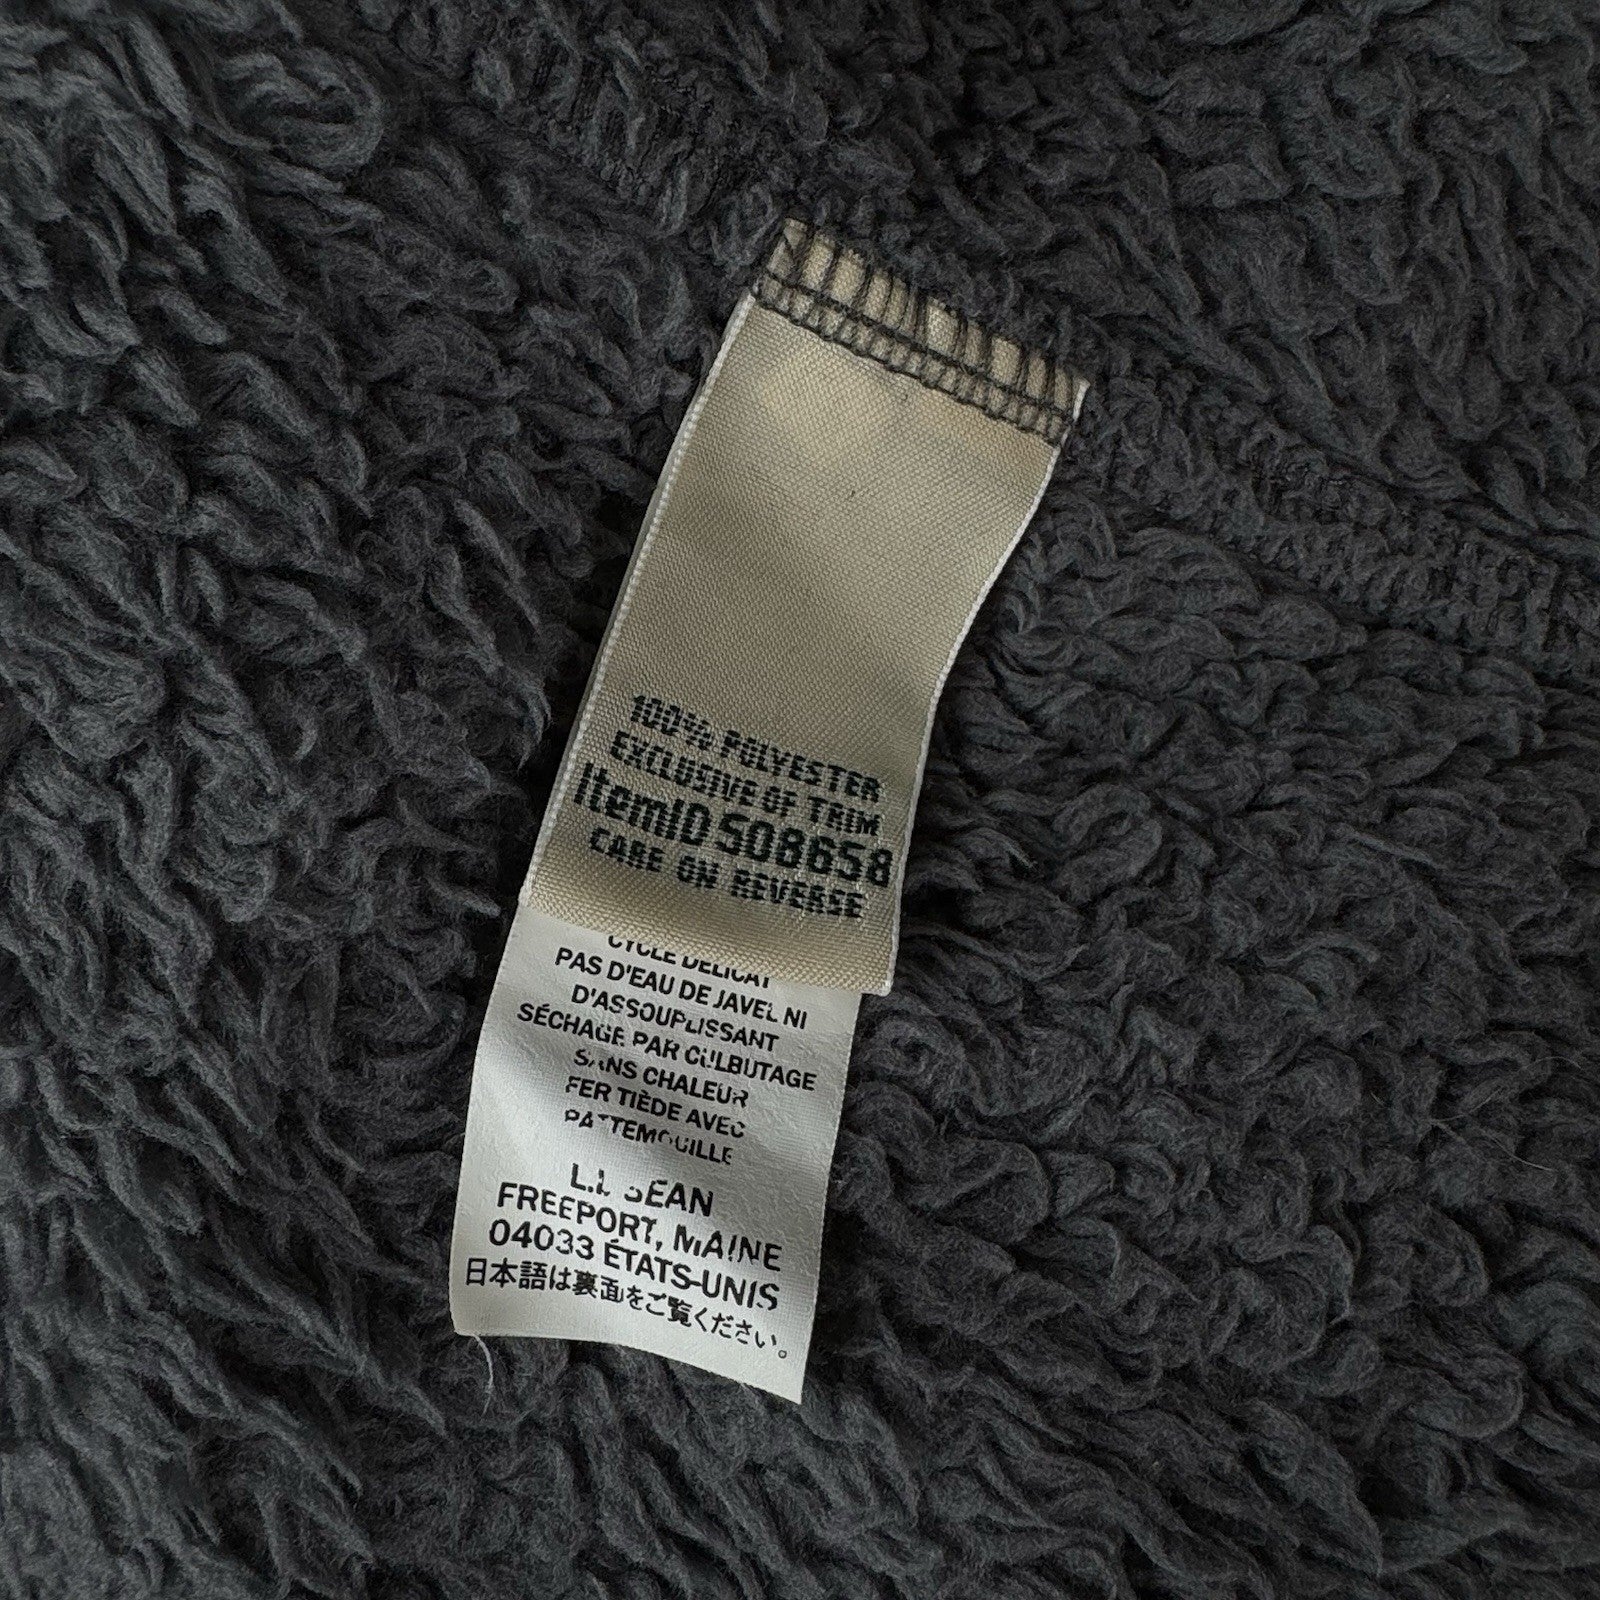 100% POLYESTER
EXCLUSIVE OF TRIM
ItemID 508658
CARE ON REVERSE
CYCLE DÉLICAT
PAS D'EAU DE JAVEL NI
D'ASSOUPLISSANT
SÉCHAGE PAR CULBUTAGE
SANS CHALEUR
FER TIÈDE AVEC
PATTEMOUILLE
L.L. BEAN
FREEPORT, MAINE
04033 ÉTATS-UNIS
日本語は裏面をご覧ください。